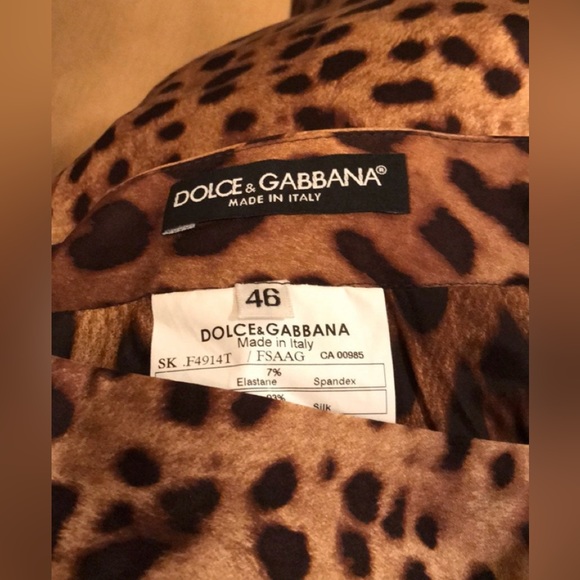 DOLCE & GABBANA®
MADE IN ITALY
46
DOLCE&GABBANA
Made in Italy
SK .F4914T / FSAAG CA 00985
7%
Elastane Spandex
93%
Silk